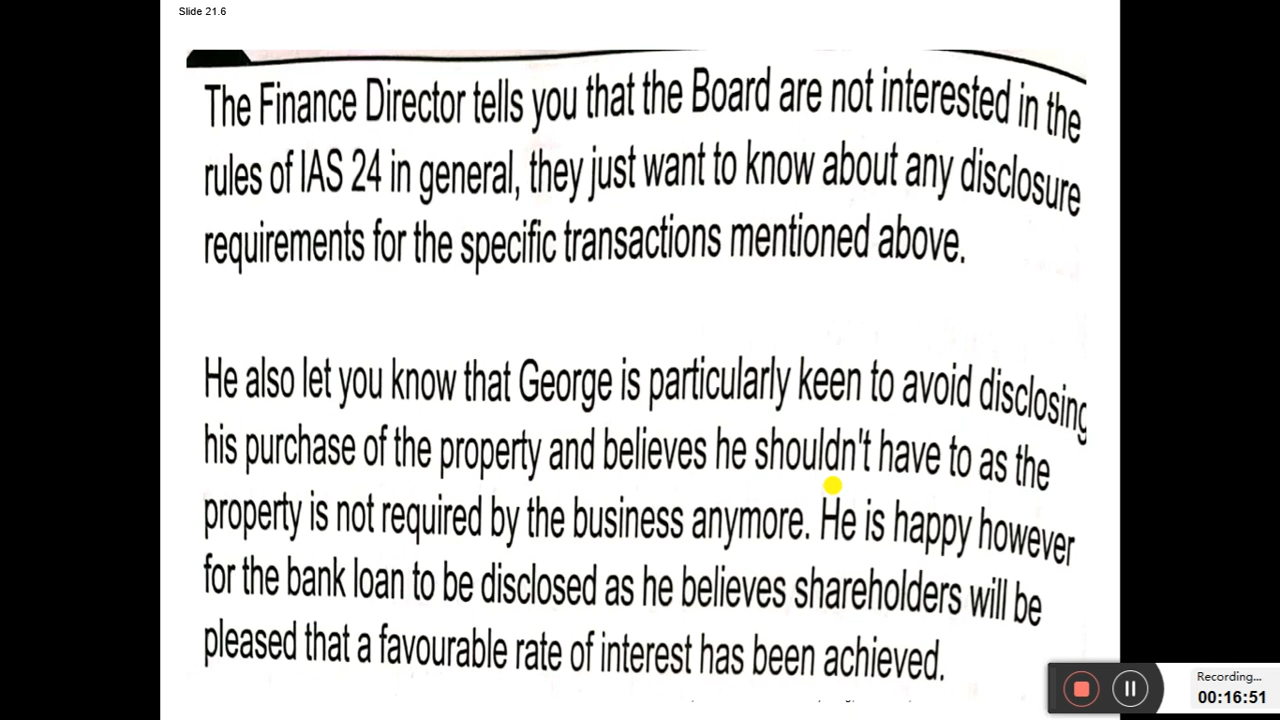 Slide 21.6
The Finance Director tells you that the Board are not interested in the
rules of IAS 24 in general, they just want to know about any disclosure
requirements for the specific transactions mentioned above.
He also let you know that George is particularly keen to avoid disclosing
his purchase of the property and believes he shouldn't have to as the
property is not required by the business anymore. He is happy however
for the bank loan to be disclosed as he believes shareholders will be
pleased that a favourable rate of interest has been achieved.
Recording...
00:16:51